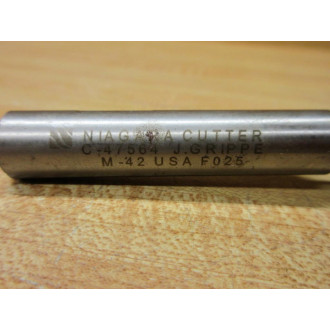 NIAGARA CUTTER
C-47564 J.GRIPPE
M-42 USA F025